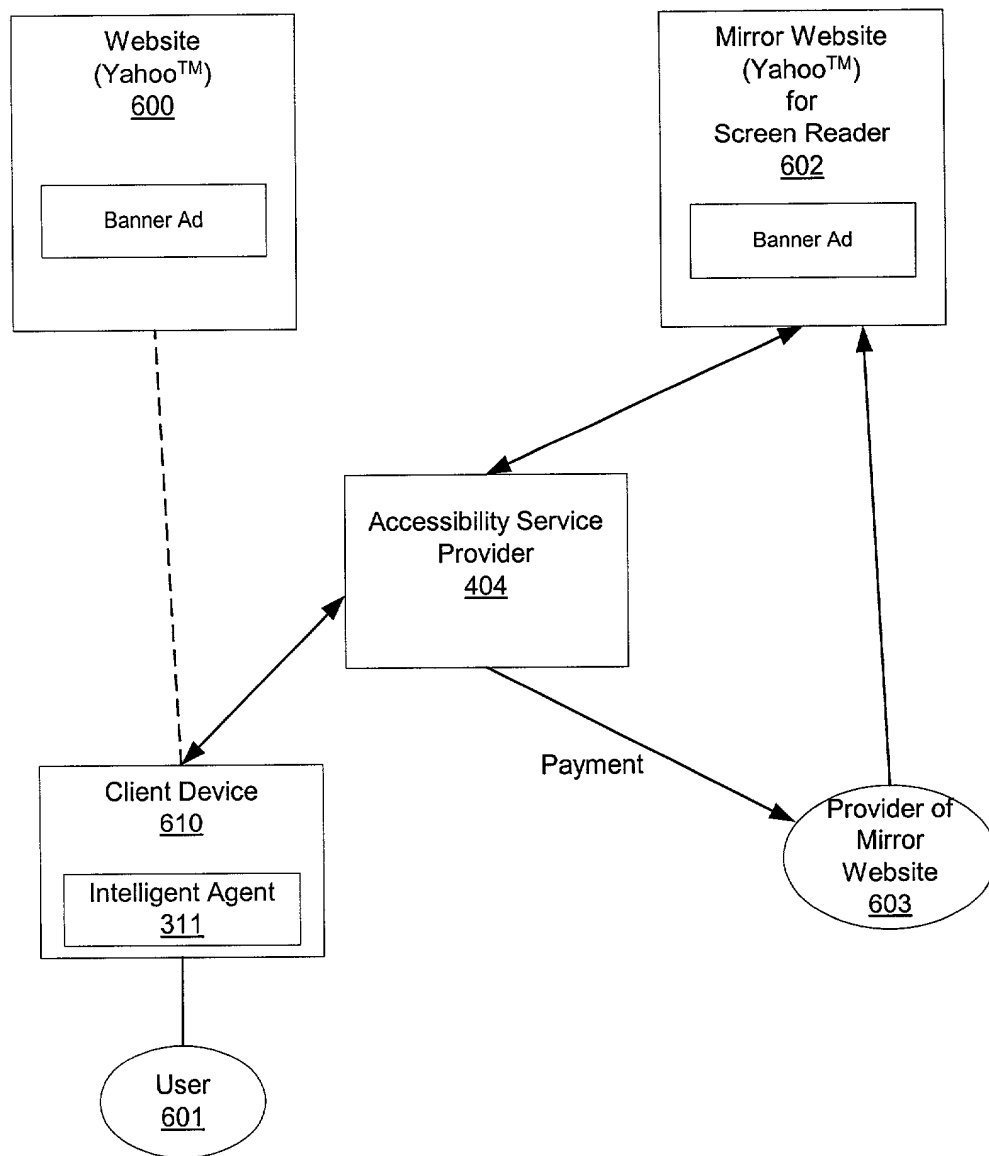 Website
(Yahoo™)
600
Banner Ad
Mirror Website
(Yahoo™)
for
Screen Reader
602
Banner Ad
Accessibility Service
Provider
404
Payment
Client Device
610
Intelligent Agent
311
Provider of
Mirror
Website
603
User
601